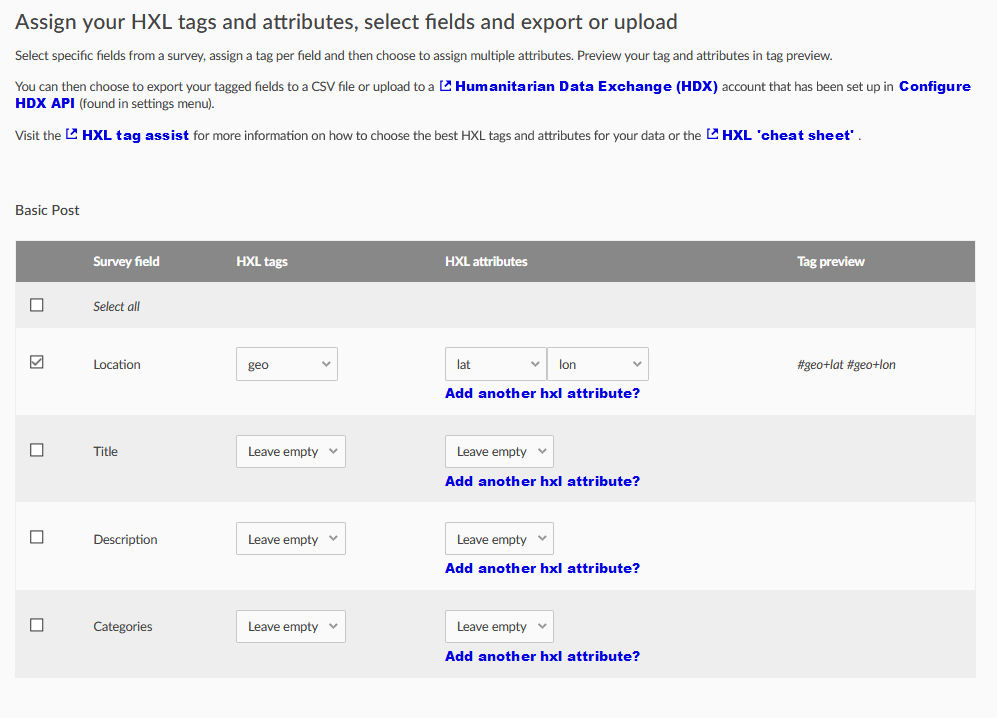 Assign your HXL tags and attributes, select fields and export or upload
Select specific fields from a survey, assign a tag per field and then choose to assign multiple attributes. Preview your tag and attributes in tag preview.
You can then choose to export your tagged fields to a CSV file or upload to a Humanitarian Data Exchange (HDX) account that has been set up in Configure
HDX API (found in settings menu).
Visit the HXL tag assist for more information on how to choose the best HXL tags and attributes for your data or the HXL 'cheat sheet' .
Basic Post
Survey field HXL tags HXL attributes Tag preview
Select all
Location geo lat lon #geo+lat #geo+lon
Add another hxl attribute?
Title Leave empty Leave empty
Add another hxl attribute?
Description Leave empty Leave empty
Add another hxl attribute?
Categories Leave empty Leave empty
Add another hxl attribute?